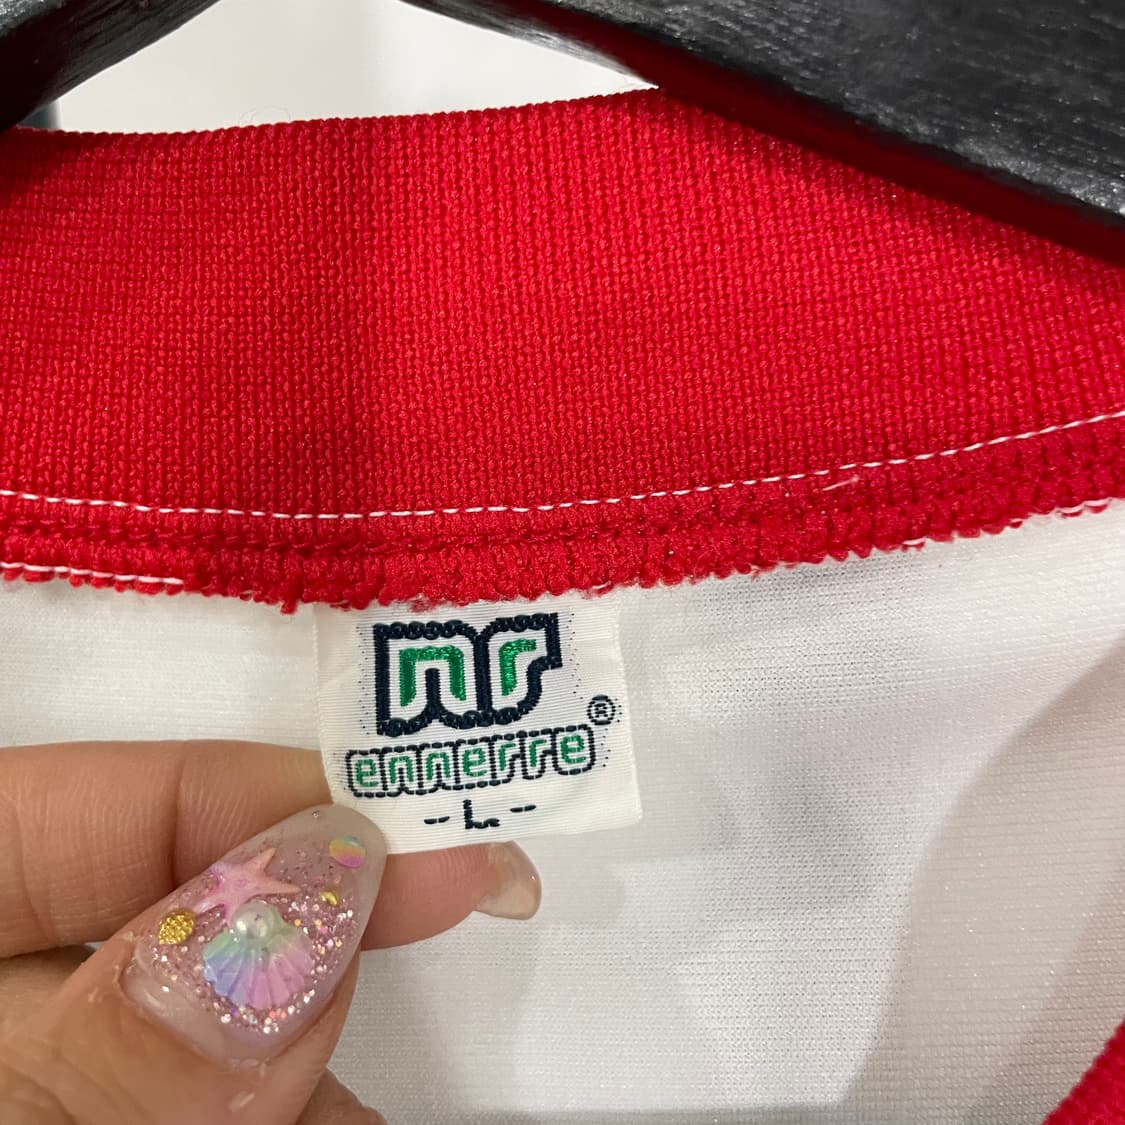 nr
®
ennerre
- L -